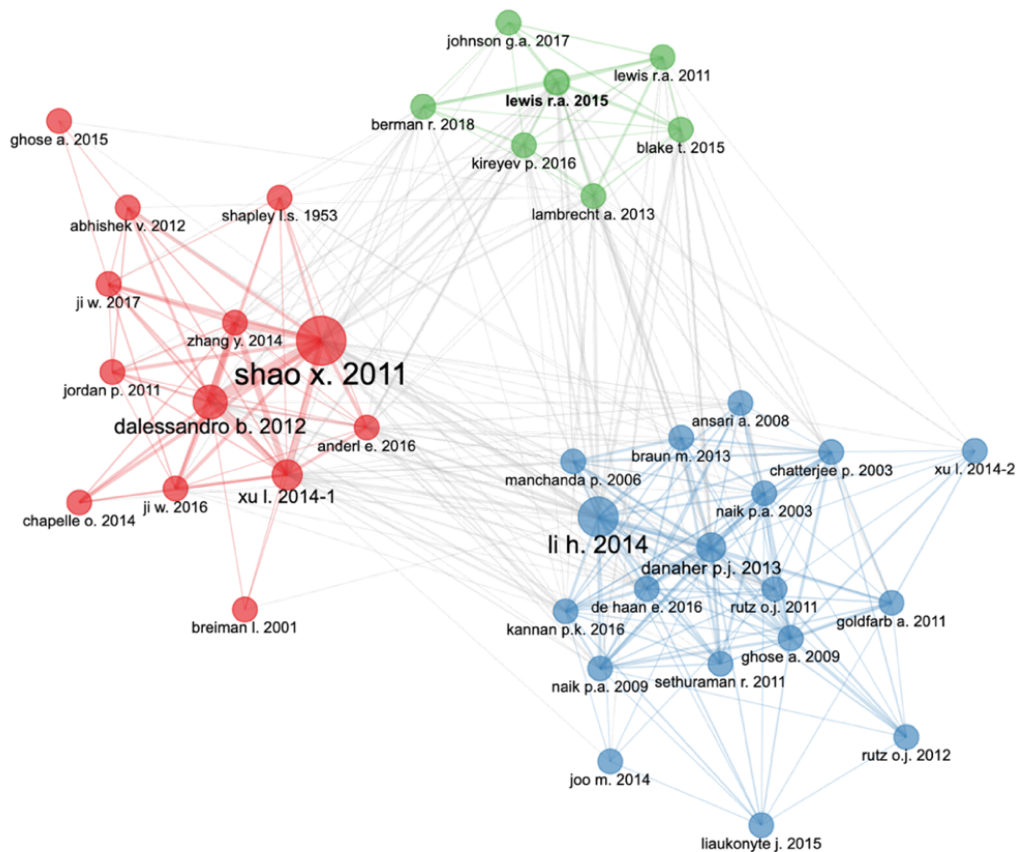 johnson g.a. 2017
lewis r.a. 2011
lewis r.a. 2015
berman r. 2018
ghose a. 2015
blake t. 2015
kireyev p. 2016
shapley l.s. 1953
lambrecht a. 2013
abhishek v. 2012
ji w. 2017
zhang y. 2014
shao x. 2011
jordan p. 2011
dalessandro b. 2012
ansari a. 2008
anderl e. 2016
braun m. 2013
chatterjee p. 2003
xu l. 2014-2
manchanda p. 2006
xu l. 2014-1
ji w. 2016
naik p.a. 2003
chapelle o. 2014
li h. 2014
danaher p.j. 2013
de haan e. 2016
rutz o.j. 2011
goldfarb a. 2011
breiman l. 2001
kannan p.k. 2016
ghose a. 2009
sethuraman r. 2011
naik p.a. 2009
rutz o.j. 2012
joo m. 2014
liaukonyte j. 2015